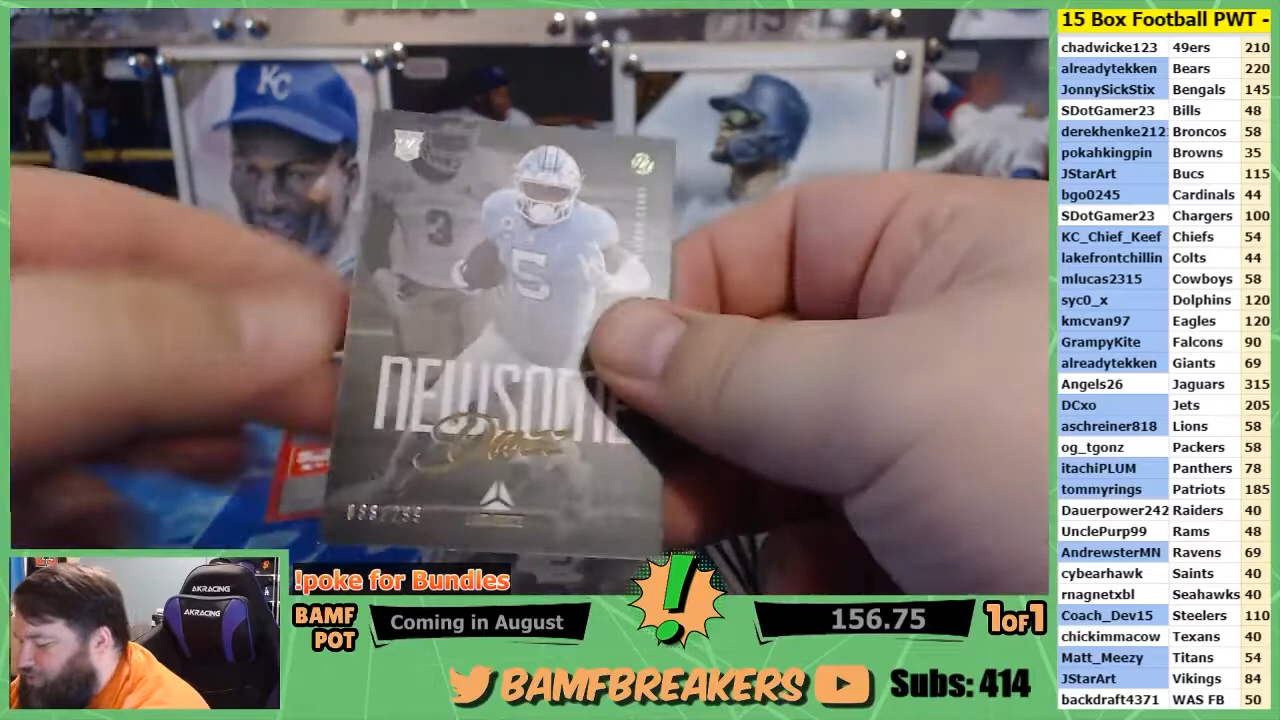 15 Box Football PWT -
chadwicke123 49ers 210
alreadytekken Bears 220
JonnySickStix Bengals 145
SDotGamer23 Bills 48
derekhenke212 Broncos 58
pokahkingpin Browns 35
JStarArt Bucs 115
bgo0245 Cardinals 44
SDotGamer23 Chargers 100
KC_Chief_Keef Chiefs 54
lakefrontchillin Colts 44
mlucas2315 Cowboys 58
syc0_x Dolphins 120
kmcvan97 Eagles 120
GrampyKite Falcons 90
alreadytekken Giants 69
Angels26 Jaguars 315
DCxo Jets 205
aschreiner818 Lions 58
og_tgonz Packers 58
itachiPLUM Panthers 78
tommyrings Patriots 185
Dauerpower242 Raiders 40
UnclePurp99 Rams 48
AndrewsterMN Ravens 69
cybearhawk Saints 40
rnagnetxbl Seahawks 40
Coach_Dev15 Steelers 110
chickimmacow Texans 40
Matt_Meezy Titans 54
JStarArt Vikings 84
backdraft4371 WAS FB 50
KC
3
5
NEWSOME
Dazz
AKRACING
AKRACING
!poke for Bundles
BAMF
POT
Coming in August
!
156.75
1OF1
BAMFBREAKERS
Subs: 414